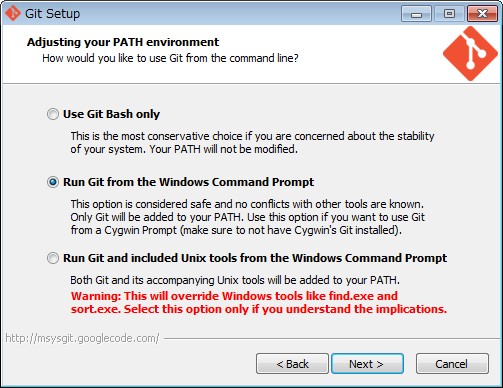 Git Setup
Adjusting your PATH environment
How would you like to use Git from the command line?
Use Git Bash only
This is the most conservative choice if you are concerned about the stability
of your system. Your PATH will not be modified.
Run Git from the Windows Command Prompt
This option is considered safe and no conflicts with other tools are known.
Only Git will be added to your PATH. Use this option if you want to use Git
from a Cygwin Prompt (make sure to not have Cygwin's Git installed).
Run Git and included Unix tools from the Windows Command Prompt
Both Git and its accompanying Unix tools will be added to your PATH.
Warning: This will override Windows tools like find.exe and
sort.exe. Select this option only if you understand the implications.
http://msysgit.googlecode.com/
< Back
Next >
Cancel